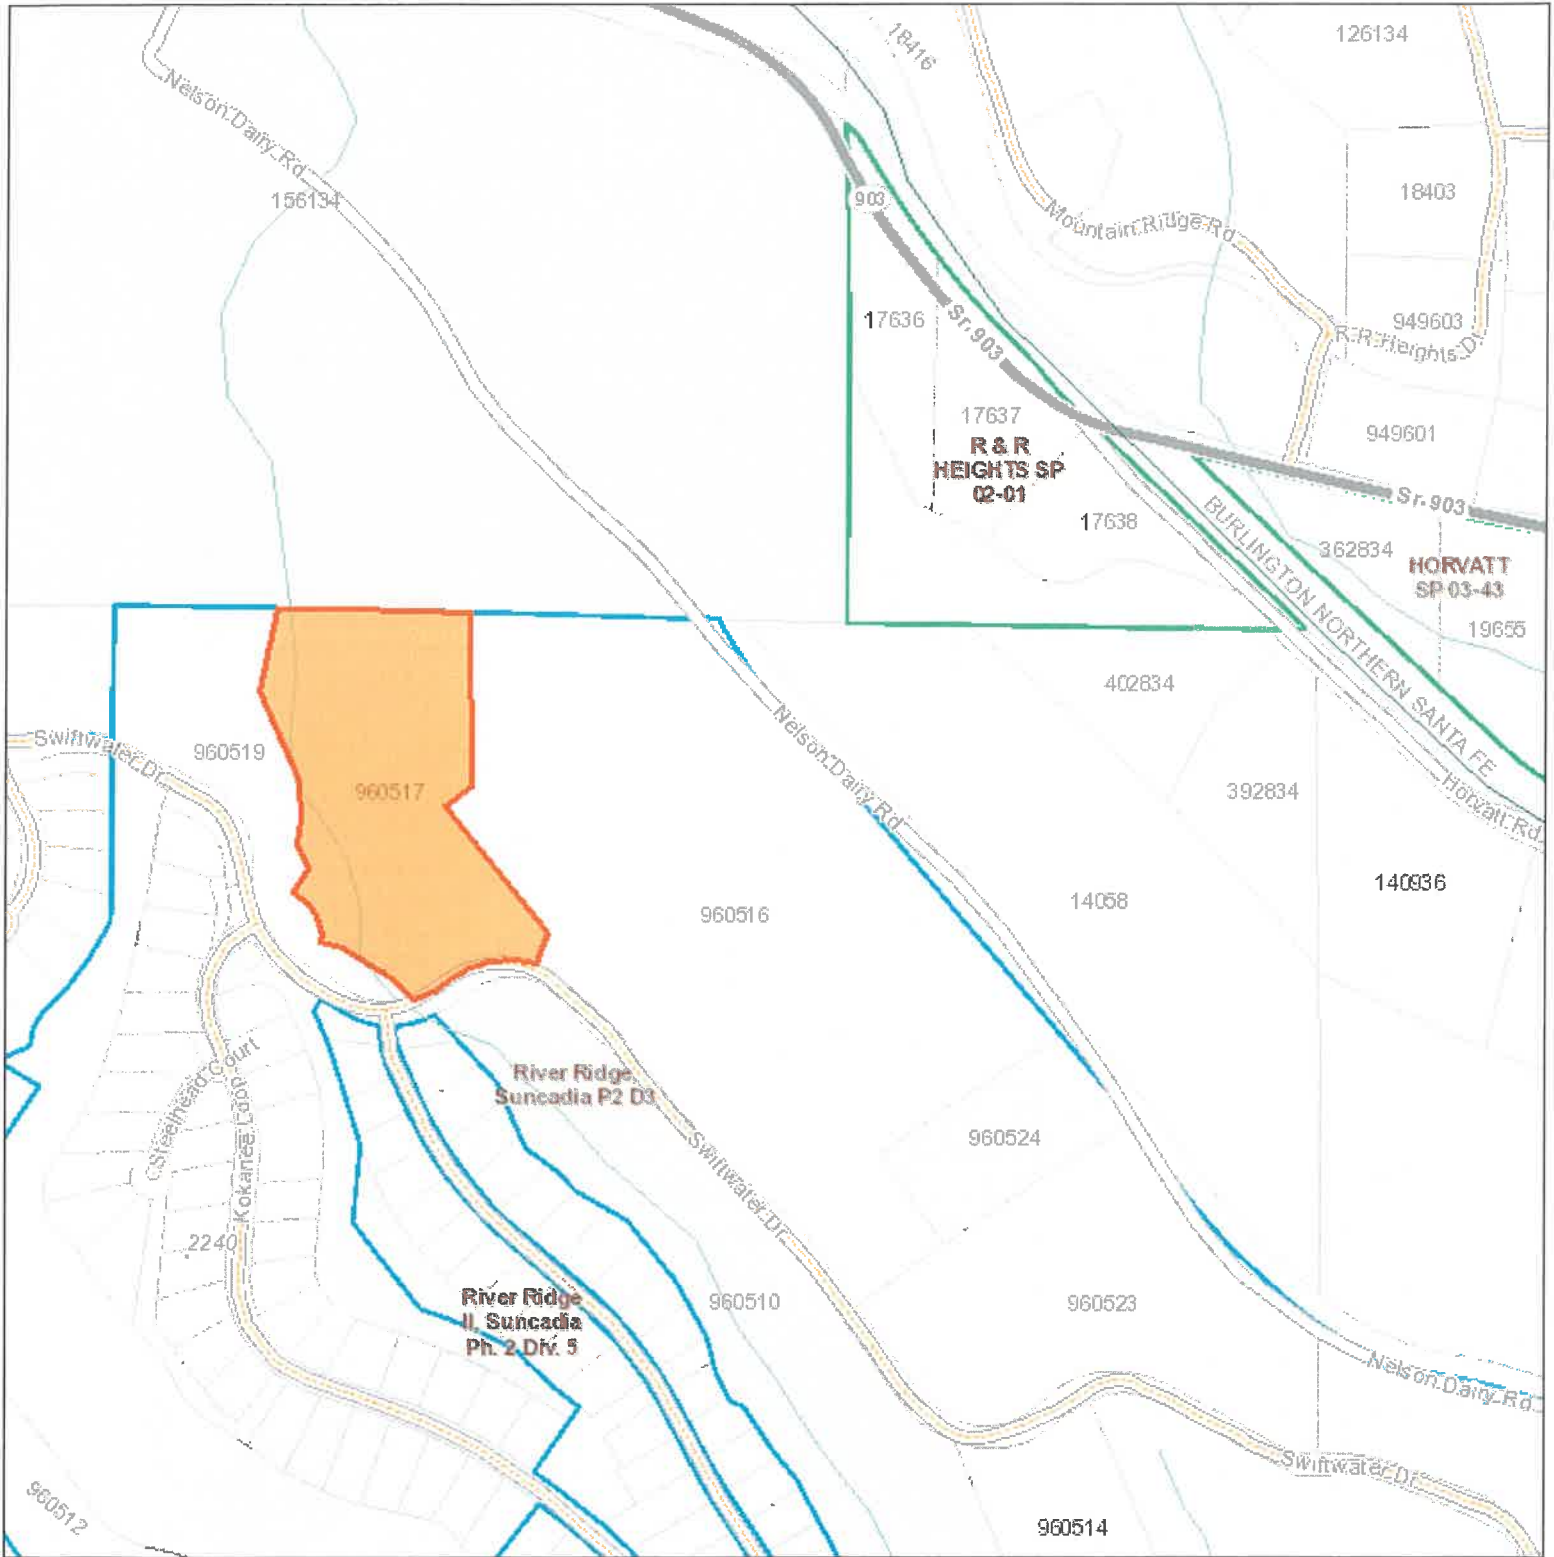 18416
126134
Nelson Dairy Rd
156134
18403
903
Mountain Ridge Rd
17636
Sr. 903
949603
R R Heights Dr
17637
949601
R & R
HEIGHTS SP
02-01
Sr. 903
17638
BURLINGTON NORTHERN SANTA FE
362834
HORVATT
SP 03-43
19655
402834
Swiftwater Dr
960519
Nelson Dairy Rd
960517
392834
Horvatt Rd
140936
14058
960516
River Ridge,
Suncadia P2 D3
Steelhead Court
Kokanee Loop
960524
Swiftwater Dr
2240
River Ridge
II, Suncadia
Ph. 2 Div. 5
960510
960523
Nelson Dairy Rd
Swiftwater Dr
960512
960514